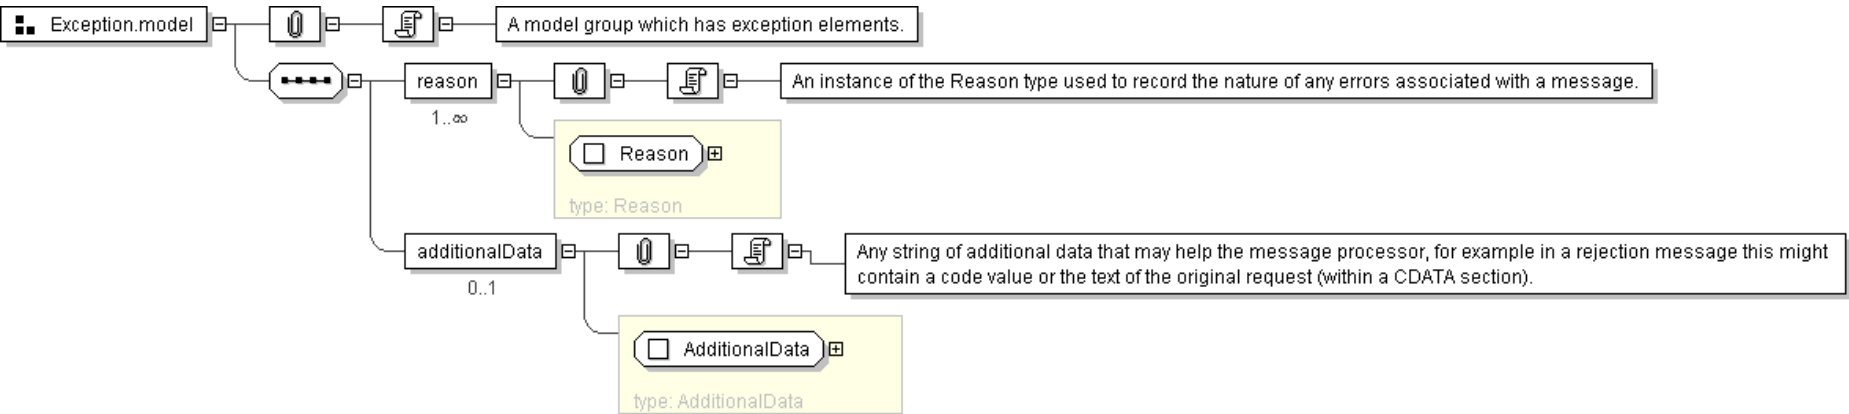 Exception.model
A model group which has exception elements.
reason
An instance of the Reason type used to record the nature of any errors associated with a message.
1..∞
Reason
type: Reason
additionalData
Any string of additional data that may help the message processor, for example in a rejection message this might
contain a code value or the text of the original request (within a CDATA section).
0..1
AdditionalData
type: AdditionalData